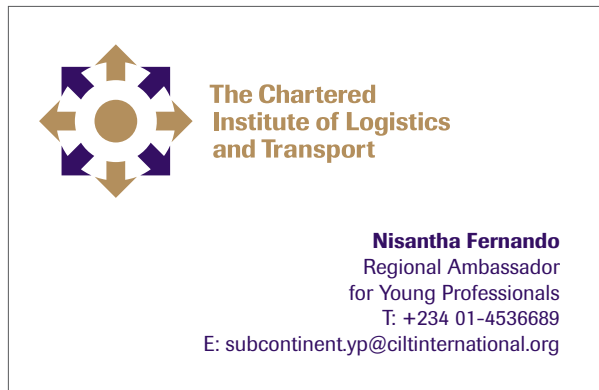 The Chartered
Institute of Logistics
and Transport
Nisantha Fernando
Regional Ambassador
for Young Professionals
T: +234 01-4536689
E: subcontinent.yp@ciltinternational.org